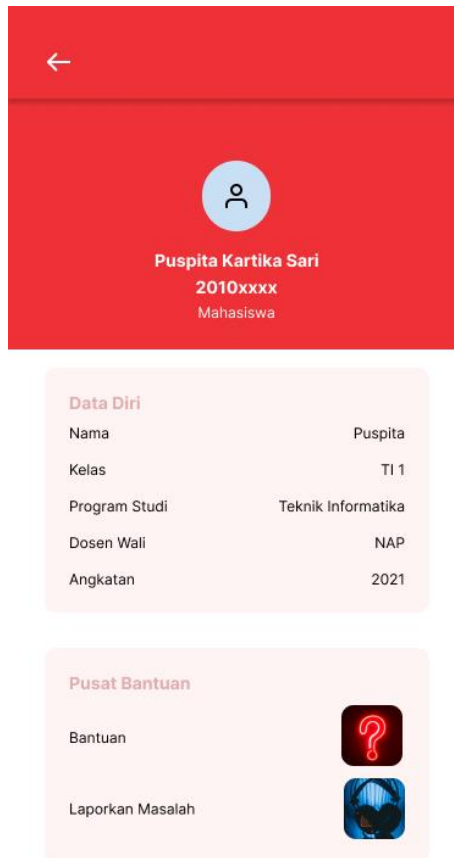 Puspita Kartika Sari
2010xxxx
Mahasiswa
Data Diri
Nama Puspita
Kelas TI 1
Program Studi Teknik Informatika
Dosen Wali NAP
Angkatan 2021
Pusat Bantuan
Bantuan
Laporkan Masalah